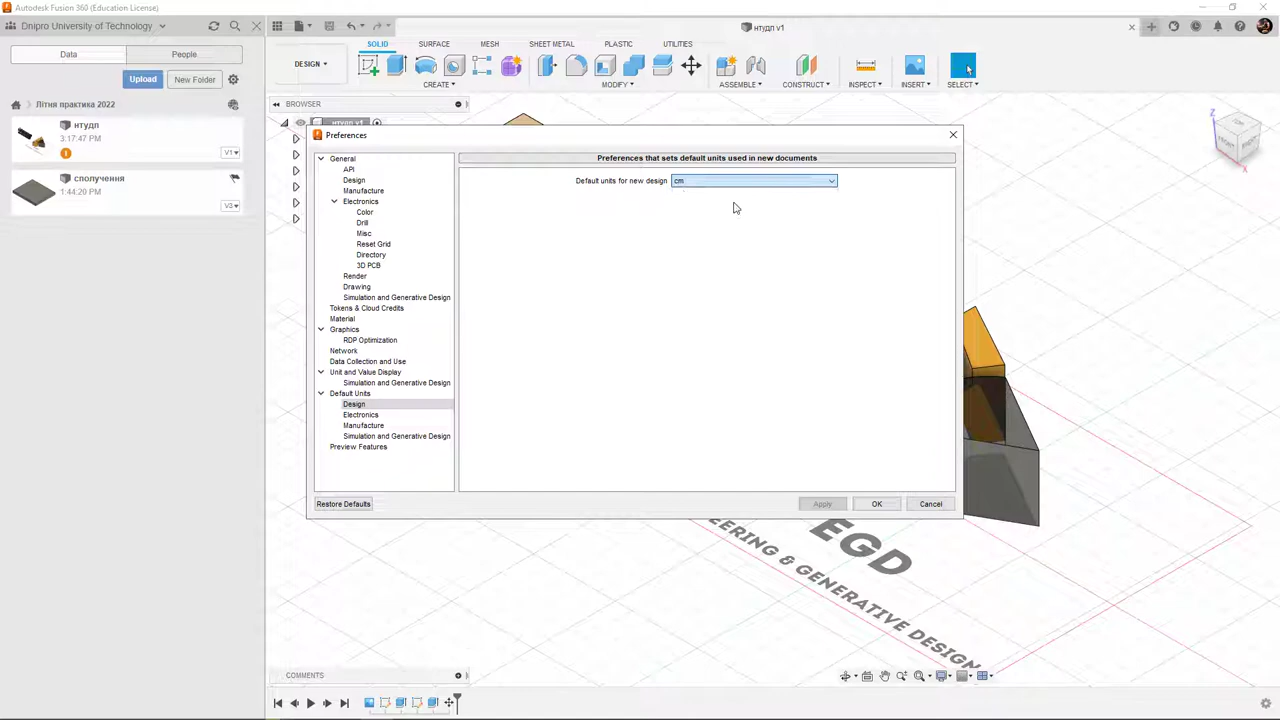 Autodesk Fusion 360 (Education License)
Dnipro University of Technology
нтудп v1
Data
People
Upload
New Folder
Літня практика 2022
нтудп
3:17:47 PM
V1
сполучення
1:44:20 PM
V3
DESIGN
SOLID
SURFACE
MESH
SHEET METAL
PLASTIC
UTILITIES
CREATE
MODIFY
ASSEMBLE
CONSTRUCT
INSPECT
INSERT
SELECT
BROWSER
нтудп v1
Preferences
General
API
Design
Manufacture
Electronics
Color
Drill
Misc
Reset Grid
Directory
3D PCB
Render
Drawing
Simulation and Generative Design
Tokens & Cloud Credits
Material
Graphics
RDP Optimization
Network
Data Collection and Use
Unit and Value Display
Simulation and Generative Design
Default Units
Design
Electronics
Manufacture
Simulation and Generative Design
Preview Features
Preferences that sets default units used in new documents
Default units for new design
cm
Restore Defaults
Apply
OK
Cancel
Z
TOP
FRONT
RIGHT
X
EGD
EERING & GENERATIVE DESIGN
COMMENTS